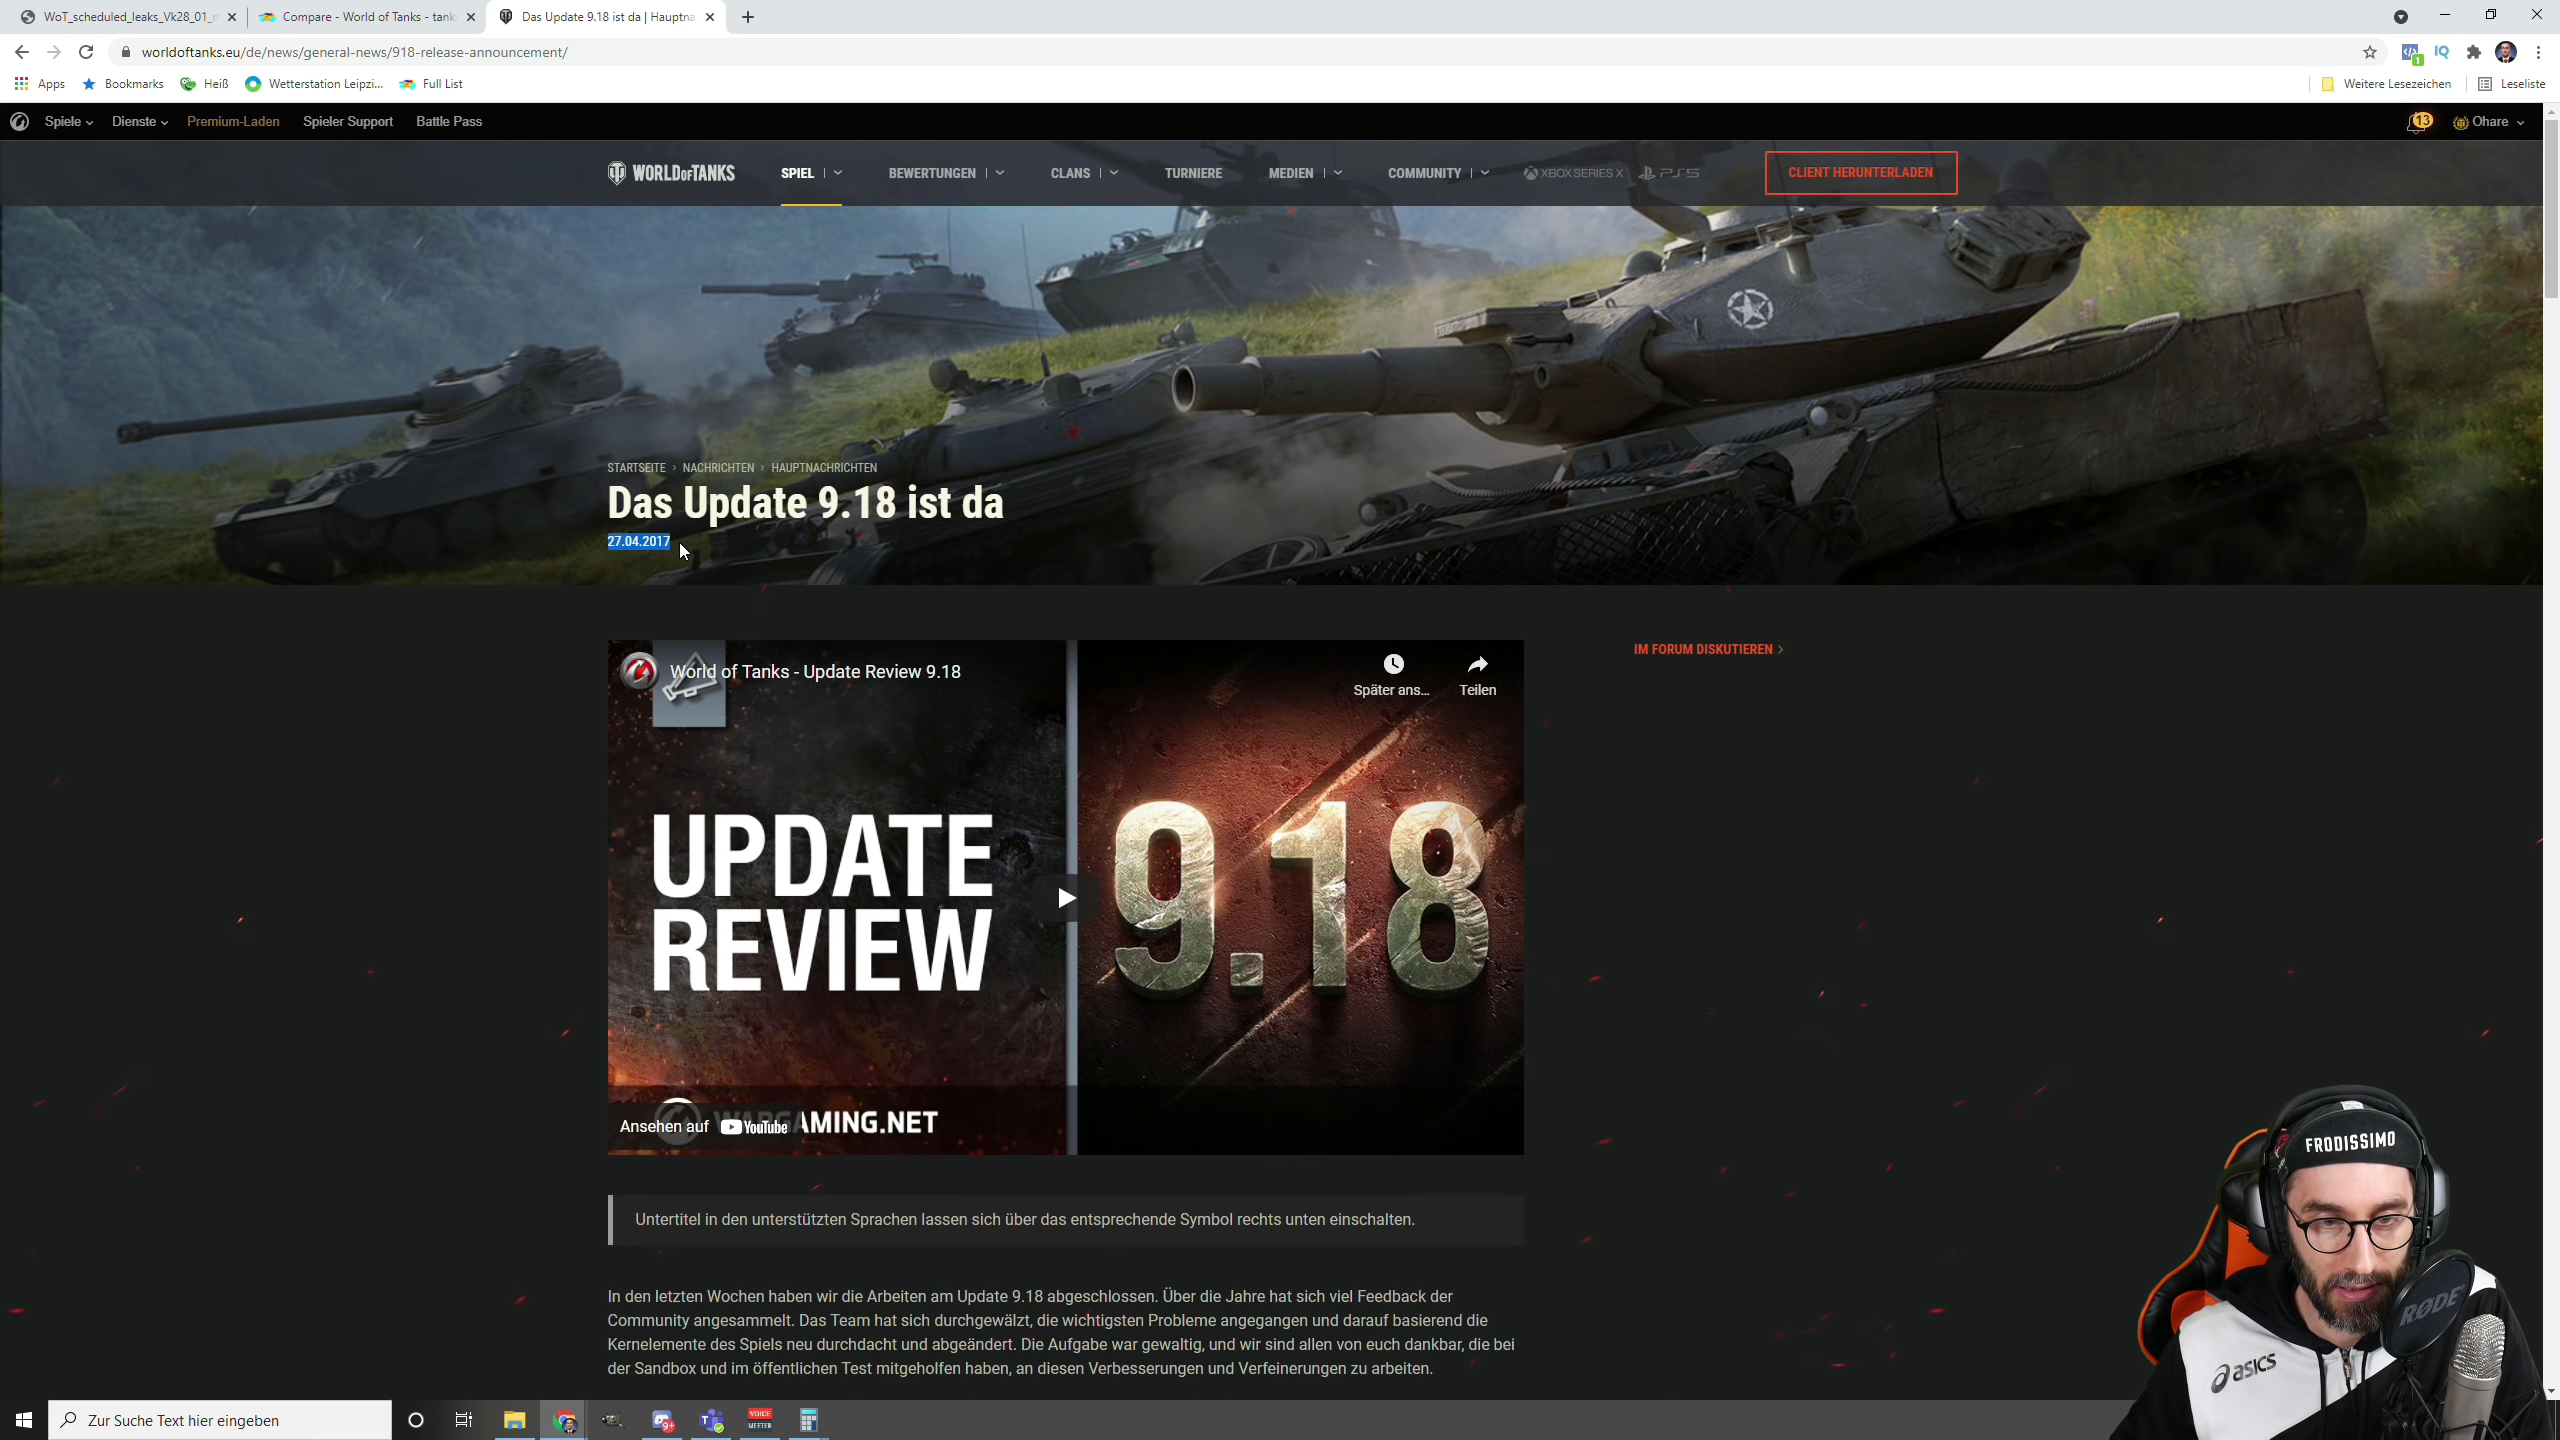 WoT_scheduled_leaks_Vk28_01_
Compare - World of Tanks - tank
Das Update 9.18 ist da | Hauptna
worldoftanks.eu/de/news/general-news/918-release-announcement/
1
IQ
Apps
Bookmarks
Heiß
Wetterstation Leipzi...
Full List
Weitere Lesezeichen
Leseliste
Spiele
Dienste
Premium-Laden
Spieler Support
Battle Pass
13
Ohare
WORLD OF TANKS
SPIEL
BEWERTUNGEN
CLANS
TURNIERE
MEDIEN
COMMUNITY
XBOX SERIES X
PS5
CLIENT HERUNTERLADEN
STARTSEITE > NACHRICHTEN > HAUPTNACHRICHTEN
Das Update 9.18 ist da
27.04.2017
World of Tanks - Update Review 9.18
Später ans...
Teilen
IM FORUM DISKUTIEREN >
UPDATE
REVIEW
9.18
Ansehen auf YouTube
WARGAMING.NET
Untertitel in den unterstützten Sprachen lassen sich über das entsprechende Symbol rechts unten einschalten.
In den letzten Wochen haben wir die Arbeiten am Update 9.18 abgeschlossen. Über die Jahre hat sich viel Feedback der
Community angesammelt. Das Team hat sich durchgewälzt, die wichtigsten Probleme angegangen und darauf basierend die
Kernelemente des Spiels neu durchdacht und abgeändert. Die Aufgabe war gewaltig, und wir sind allen von euch dankbar, die bei
der Sandbox und im öffentlichen Test mitgeholfen haben, an diesen Verbesserungen und Verfeinerungen zu arbeiten.
FRODISSIMO
RØDE
asics
Zur Suche Text hier eingeben
9+
T
VOICE
MEETER